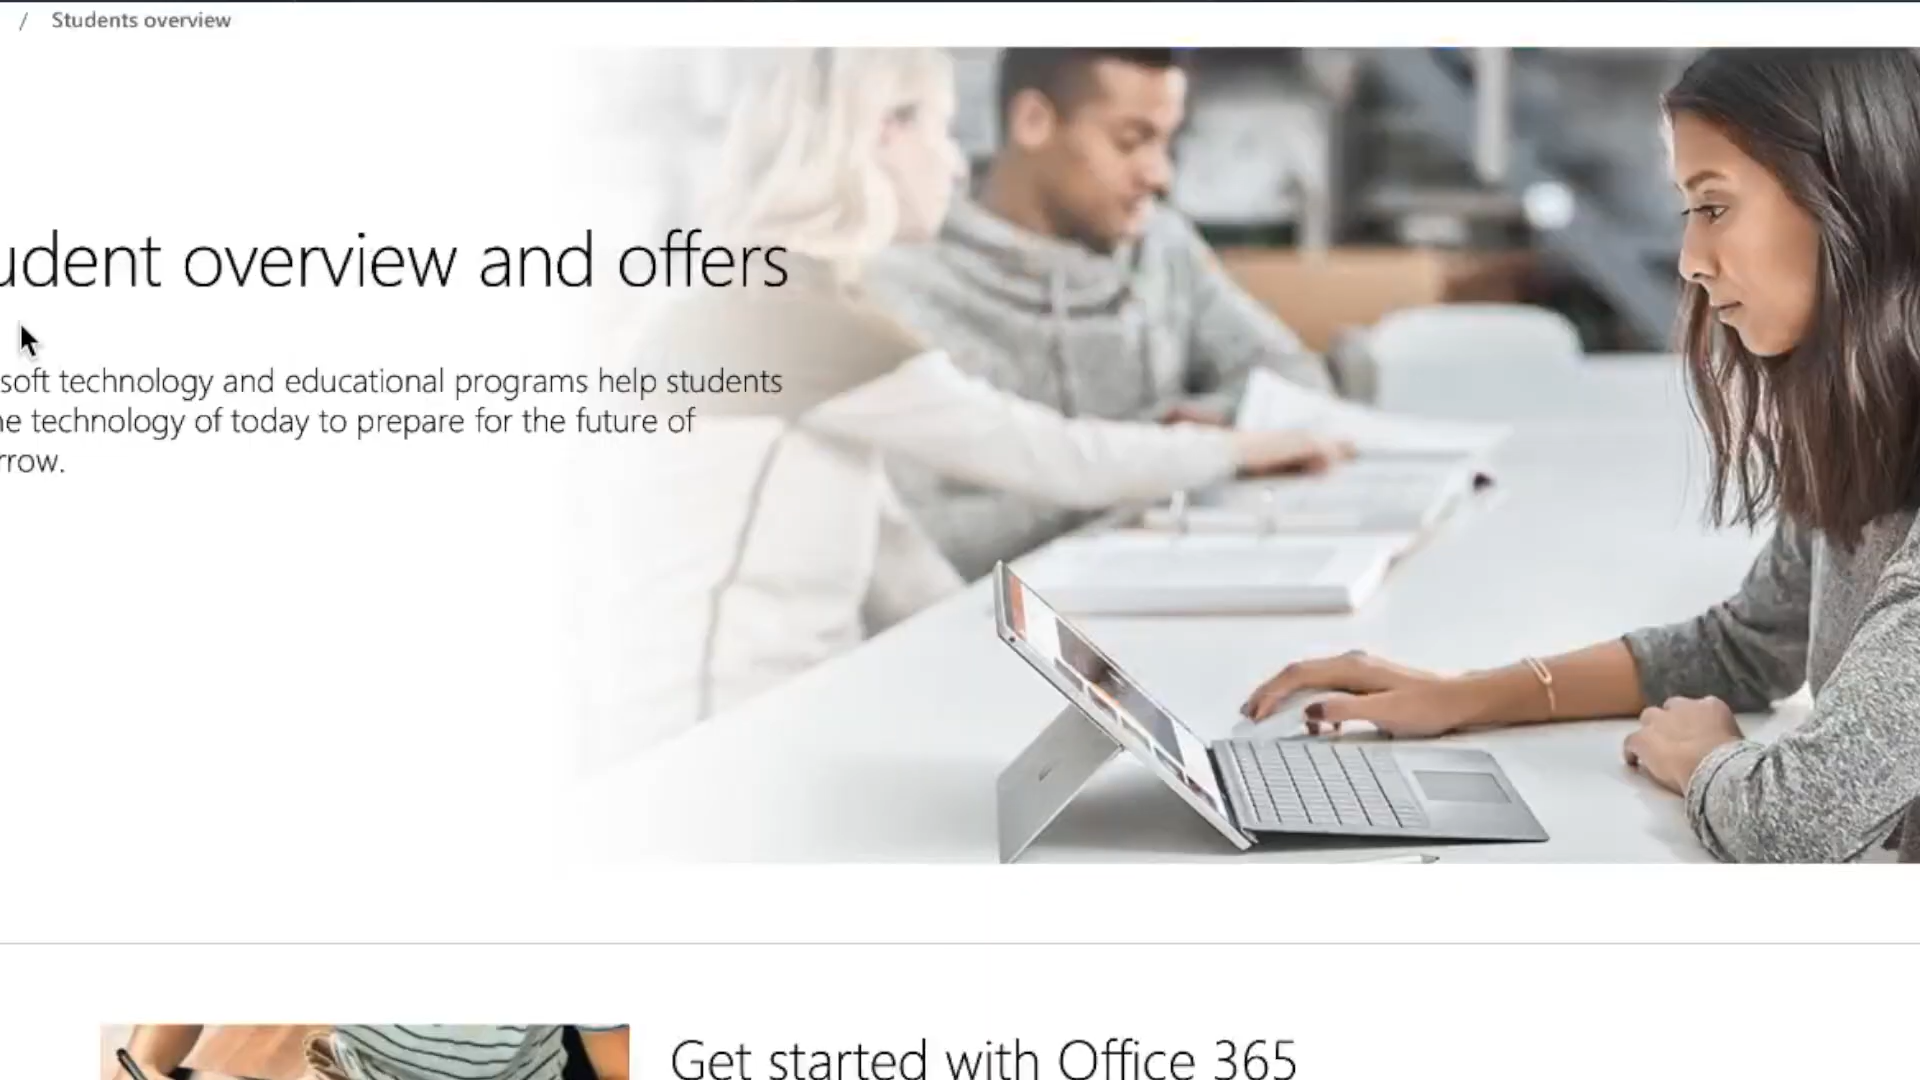 / Students overview
udent overview and offers
soft technology and educational programs help students
he technology of today to prepare for the future of
rrow.
Get started with Office 365